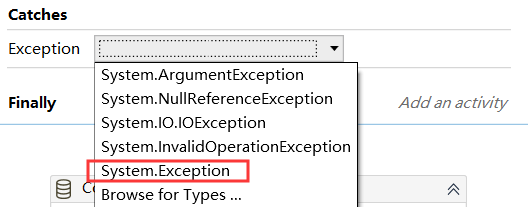 Catches
Exception
System.ArgumentException
System.NullReferenceException
Finally
Add an activity
System.IO.IOException
System.InvalidOperationException
System.Exception
Browse for Types ...